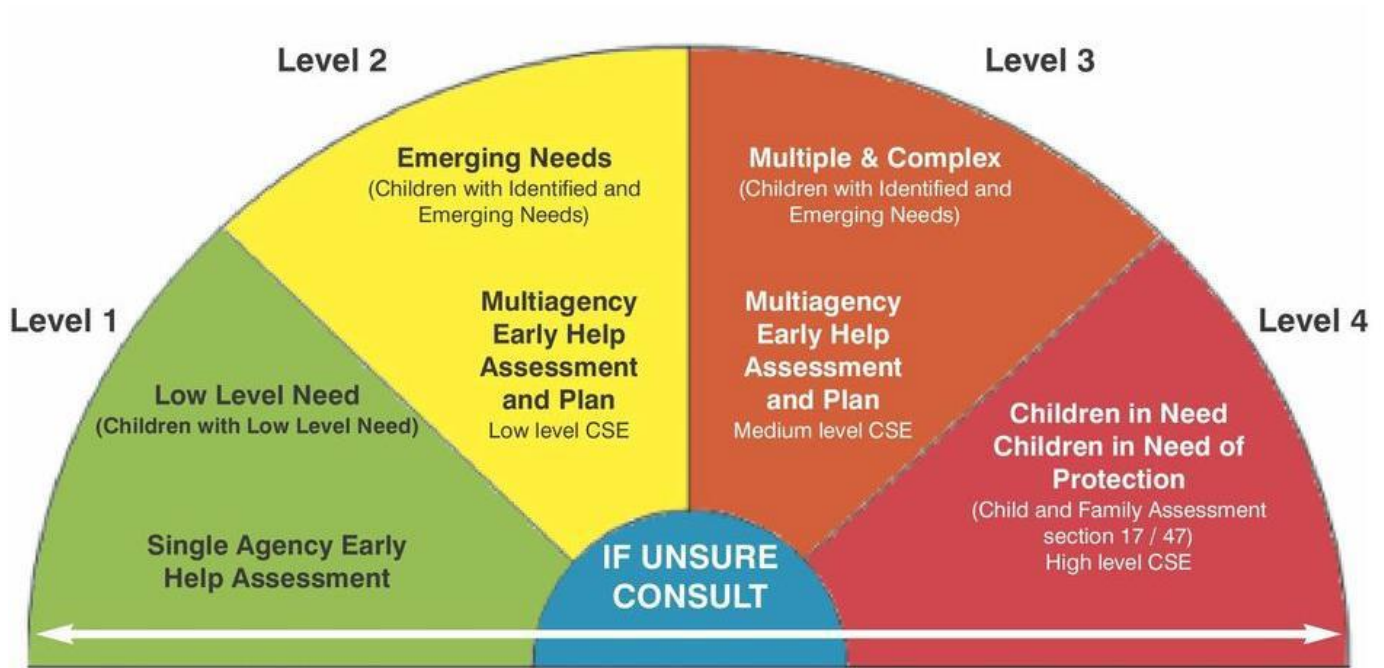 Level 1
Low Level Need
(Children with Low Level Need)
Single Agency Early
Help Assessment
Level 2
Emerging Needs
(Children with Identified and
Emerging Needs)
Multiagency
Early Help
Assessment
and Plan
Low level CSE
Level 3
Multiple & Complex
(Children with Identified and
Emerging Needs)
Multiagency
Early Help
Assessment
and Plan
Medium level CSE
Level 4
Children in Need
Children in Need of
Protection
(Child and Family Assessment
section 17 / 47)
High level CSE
IF UNSURE
CONSULT